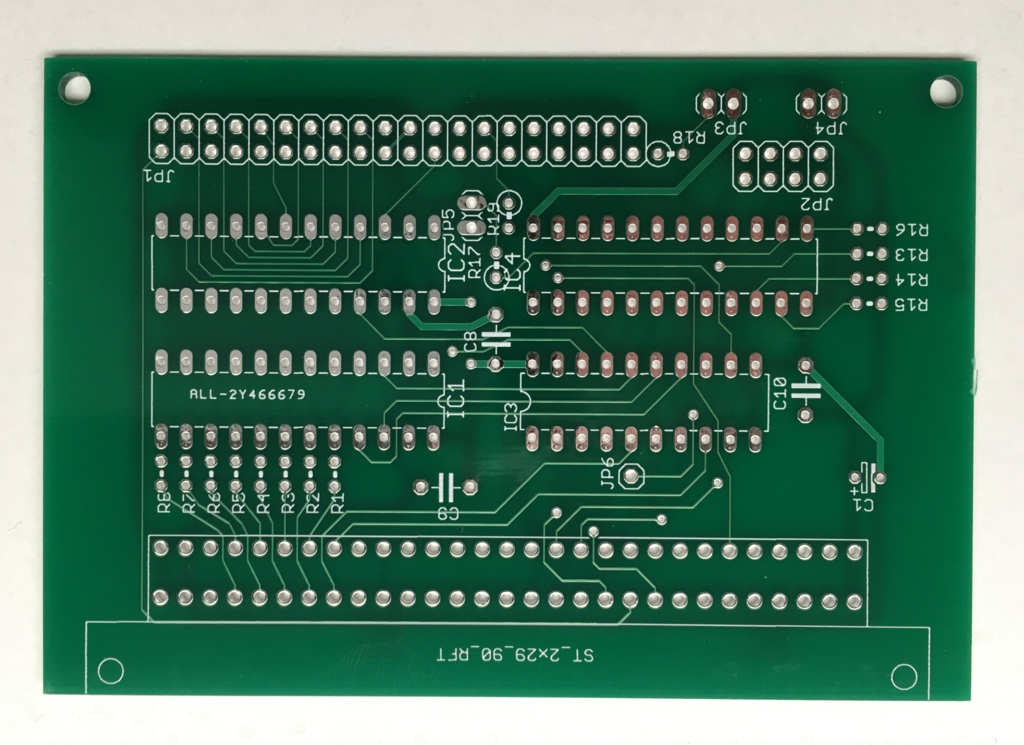 R18
JP3
JP4
JP1
JP2
JP5
R19
R16
IC2
R17
IC4
R13
R14
R15
C8
ALL-2Y466679
IC1
IC3
C10
JP6
R8
R7
R6
R5
R4
R3
R2
R1
C9
+
C1
ST_2x29_90_RFT